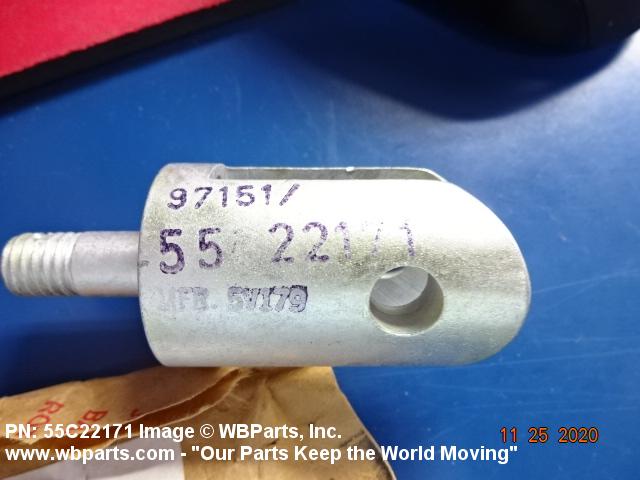 97151/
55 22171
MFR. 5V179
PN: 55C22171 Image © WBParts, Inc.
www.wbparts.com - "Our Parts Keep the World Moving"
11 25 2020